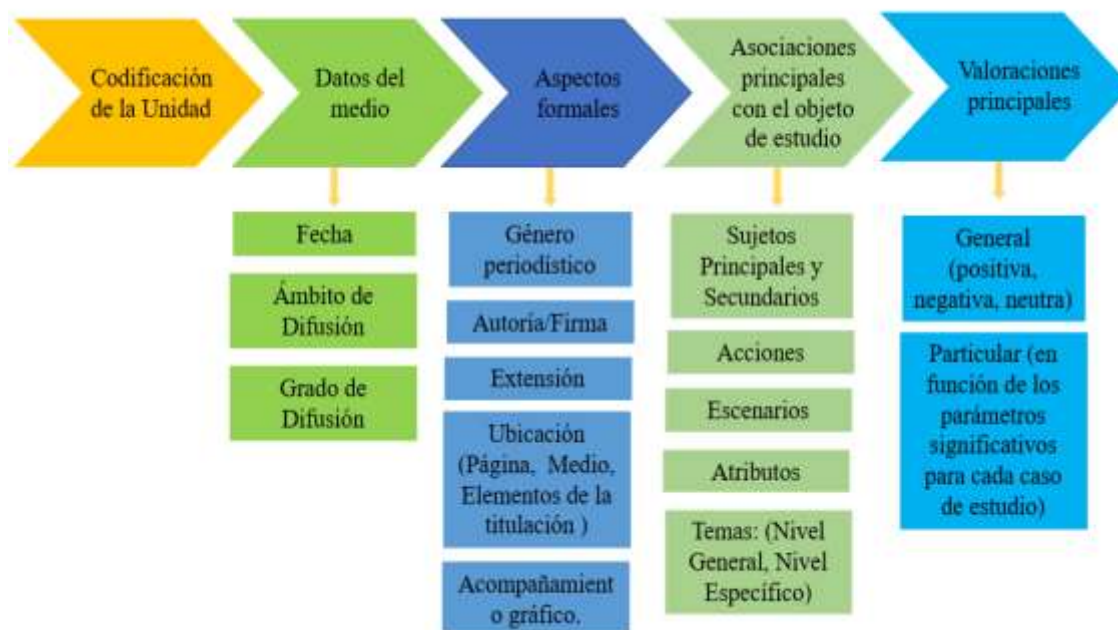 Codificación
de la Unidad
Datos del
medio
Aspectos
formales
Asociaciones
principales
con el objeto
de estudio
Valoraciones
principales
Fecha
Ámbito de
Difusión
Grado de
Difusión
Género
periodístico
Autoría/Firma
Extensión
Ubicación
(Página, Medio,
Elementos de la
titulación )
Acompañamient
o gráfico.
Sujetos
Principales y
Secundarios
Acciones
Escenarios
Atributos
Temas: (Nivel
General, Nivel
Específico)
General
(positiva,
negativa, neutra)
Particular (en
función de los
parámetros
significativos
para cada caso
de estudio)